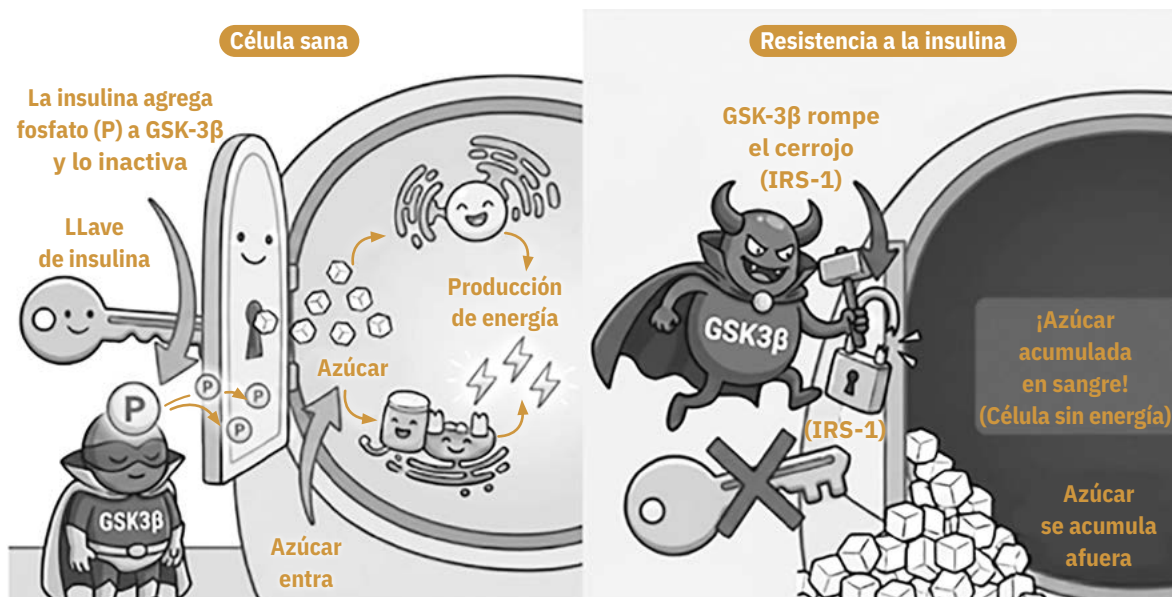 Célula sana
La insulina agrega
fosfato (P) a GSK-3β
y lo inactiva
LLave
de insulina
Producción
de energía
Azúcar
P
P
P
P
GSK3β
Azúcar
entra
Resistencia a la insulina
GSK-3β rompe
el cerrojo
(IRS-1)
GSK3β
(IRS-1)
¡Azúcar
acumulada
en sangre!
(Célula sin energía)
Azúcar
se acumula
afuera